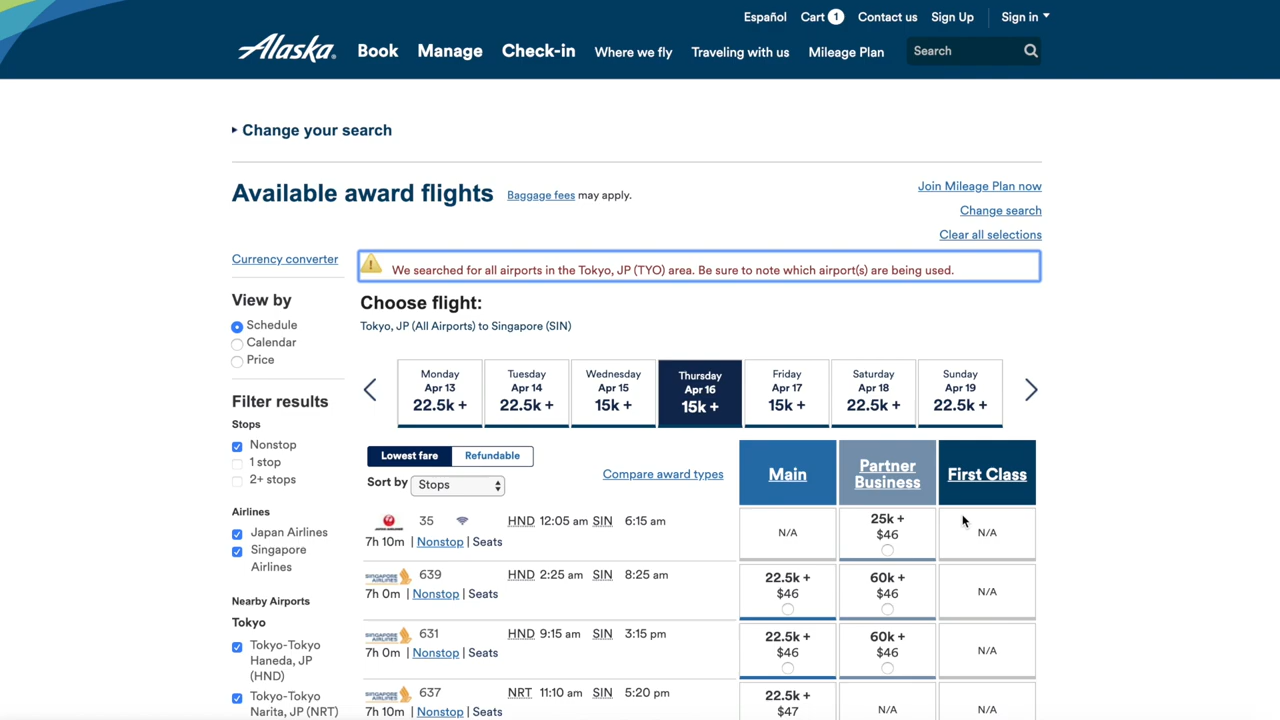 Español Cart 1 Contact us Sign Up Sign in
Alaska Book Manage Check-in Where we fly Traveling with us Mileage Plan Search
Change your search
Available award flights Baggage fees may apply.
Join Mileage Plan now
Change search
Clear all selections
Currency converter
We searched for all airports in the Tokyo, JP (TYO) area. Be sure to note which airport(s) are being used.
View by
Schedule
Calendar
Price
Filter results
Stops
Nonstop
1 stop
2+ stops
Airlines
Japan Airlines
Singapore
Airlines
Nearby Airports
Tokyo
Tokyo-Tokyo
Haneda, JP
(HND)
Tokyo-Tokyo
Narita, JP (NRT)
Choose flight:
Tokyo, JP (All Airports) to Singapore (SIN)
Monday
Apr 13
22.5k +
Tuesday
Apr 14
22.5k +
Wednesday
Apr 15
15k +
Thursday
Apr 16
15k +
Friday
Apr 17
15k +
Saturday
Apr 18
22.5k +
Sunday
Apr 19
22.5k +
Lowest fare Refundable
Sort by Stops
Compare award types
Main
Partner
Business
First Class
35 HND 12:05 am SIN 6:15 am
7h 10m | Nonstop | Seats
N/A
25k +
$46
N/A
SINGAPORE
AIRLINES
639 HND 2:25 am SIN 8:25 am
7h 0m | Nonstop | Seats
22.5k +
$46
60k +
$46
N/A
SINGAPORE
AIRLINES
631 HND 9:15 am SIN 3:15 pm
7h 0m | Nonstop | Seats
22.5k +
$46
60k +
$46
N/A
SINGAPORE
AIRLINES
637 NRT 11:10 am SIN 5:20 pm
7h 10m | Nonstop | Seats
22.5k +
$47
N/A
N/A